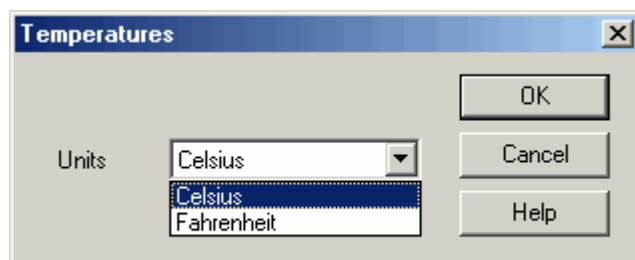 Temperatures
OK
Units
Celsius
Cancel
Celsius
Fahrenheit
Help